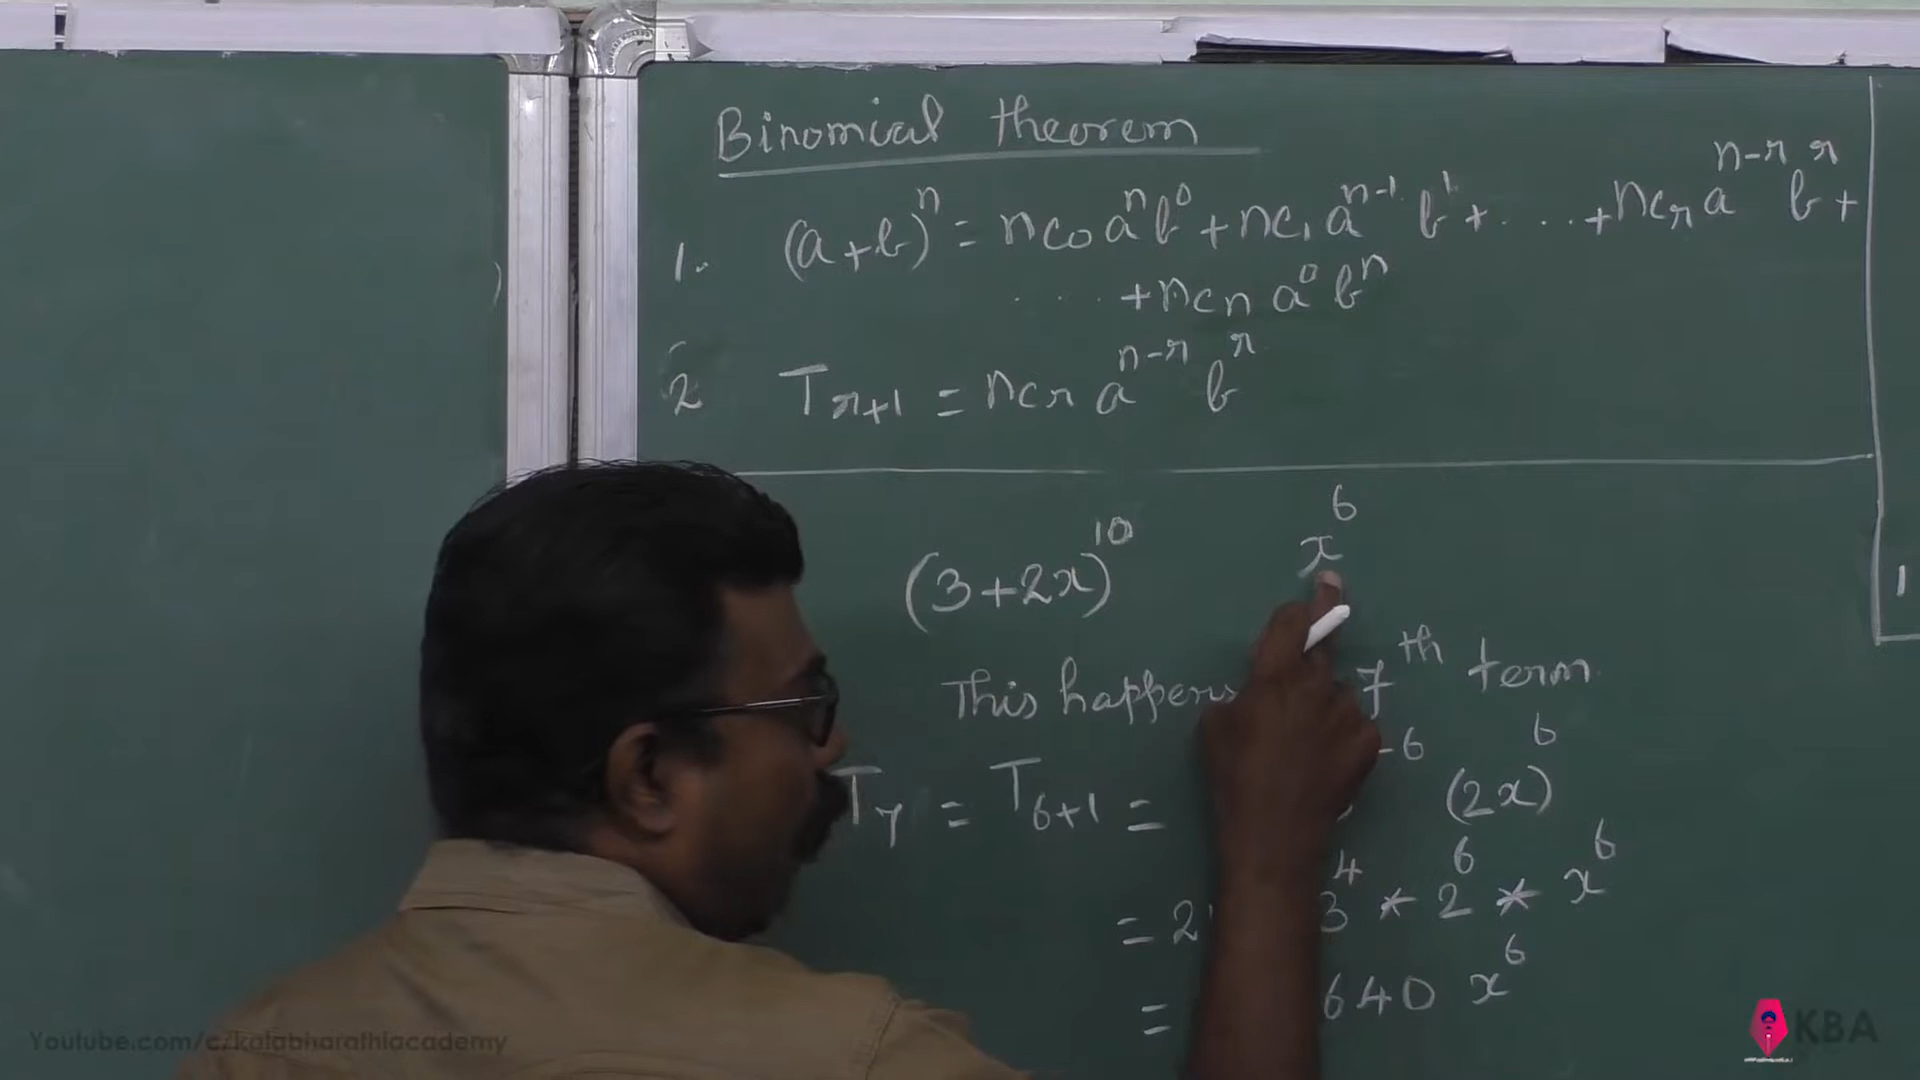 Binomial theorem
1. (a+b)^n = nc0 a^n b^0 + nc1 a^n-1 b^1 + .... + ncr a^n-r b^r +
.... + ncn a^0 b^n
2 Tr+1 = ncr a^n-r b^r
(3+2x)^10 x^6
This happens 7th term
T7 = T6+1 = -6 (2x)^6
= 2 3^4 * 2^6 * x^6
= 640 x^6
1
Youtube.com/c/kalabharathiacademy
KBA